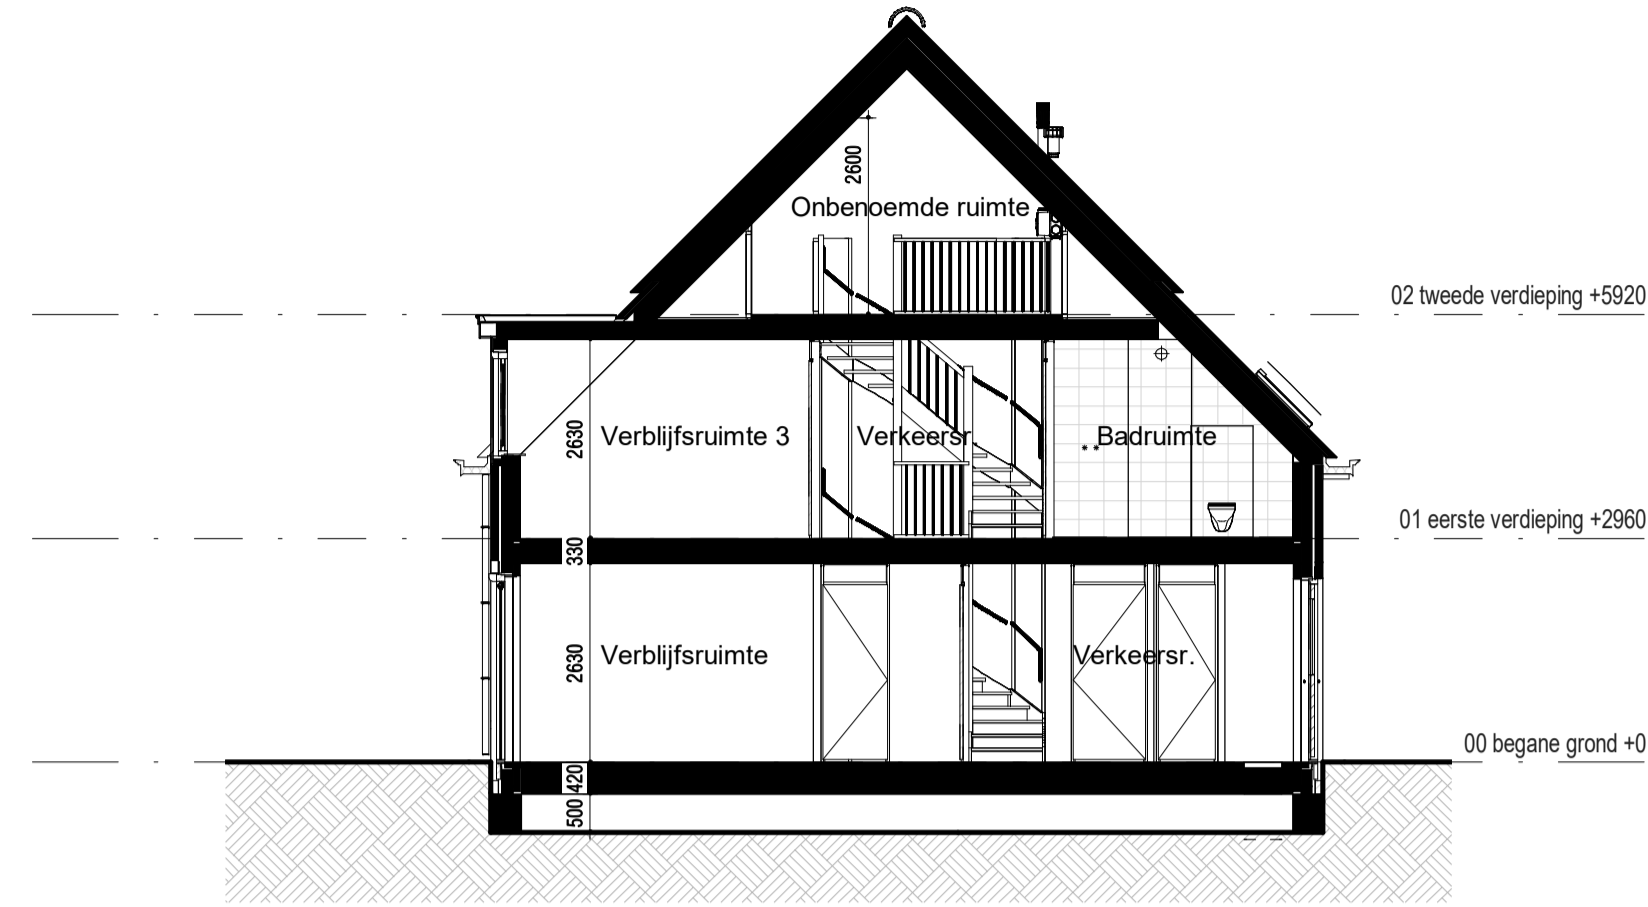 2600
Onbenoemde ruimte
02 tweede verdieping +5920
2630
Verblijfsruimte 3
Verkeersr.
Badruimte
01 eerste verdieping +2960
330
2630
Verblijfsruimte
Verkeersr.
00 begane grond +0
420
500